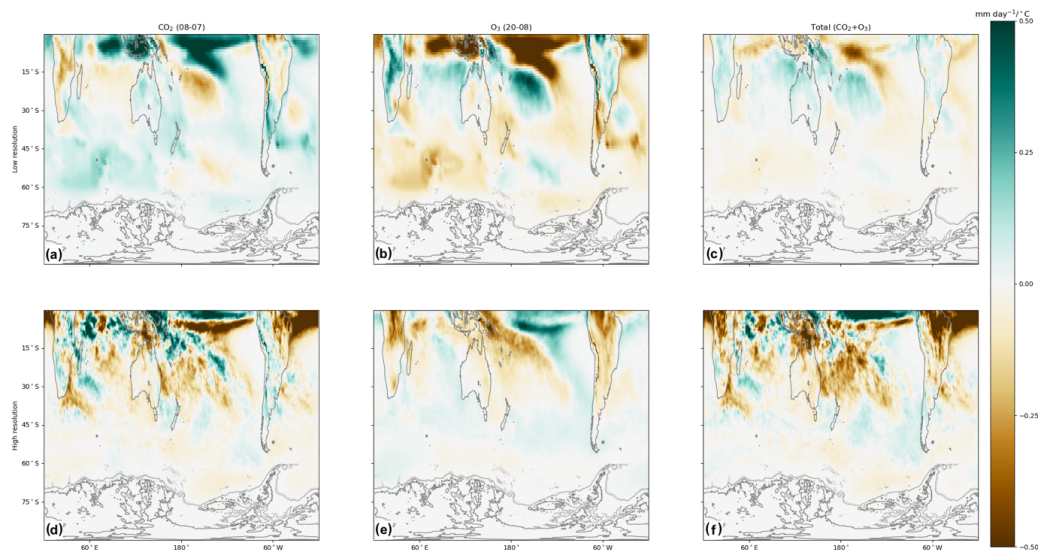 CO₂ (08-07)
O₃ (20-08)
Total (CO₂+O₃)
mm day⁻¹/°C
0.50
0.25
0.00
−0.25
−0.50
Low resolution
15°S
30°S
45°S
60°S
75°S
(a)
(b)
(c)
High resolution
15°S
30°S
45°S
60°S
75°S
(d)
(e)
(f)
60°E
180°
60°W
60°E
180°
60°W
60°E
180°
60°W